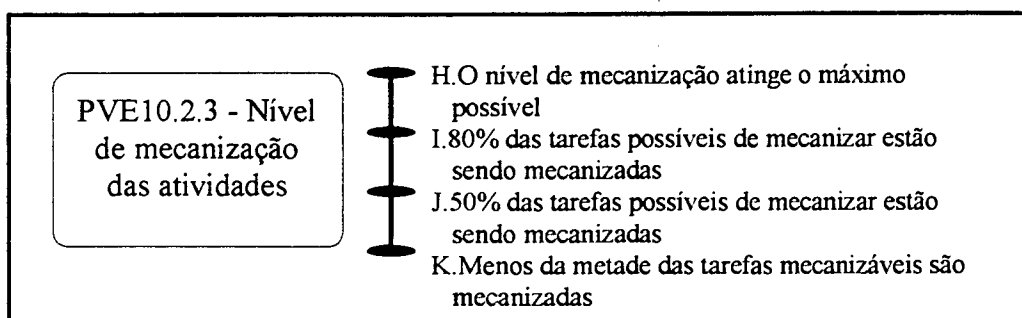 PVE10.2.3 - Nível
de mecanização
das atividades
H.O nível de mecanização atinge o máximo
possível
I.80% das tarefas possíveis de mecanizar estão
sendo mecanizadas
J.50% das tarefas possíveis de mecanizar estão
sendo mecanizadas
K.Menos da metade das tarefas mecanizáveis são
mecanizadas